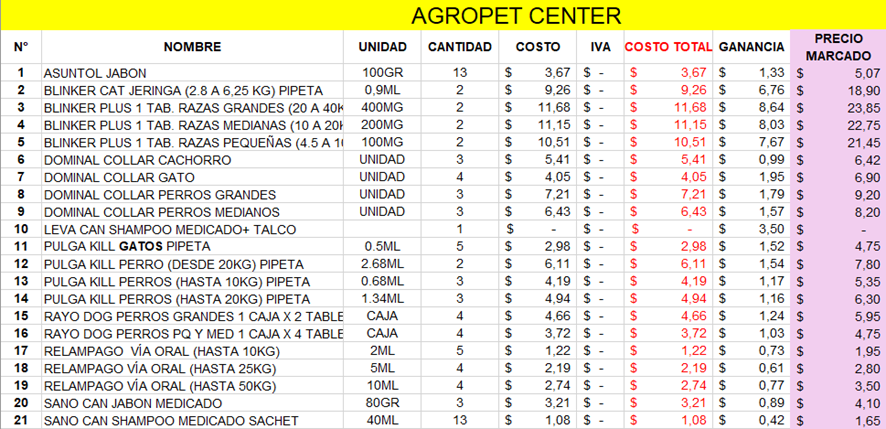 AGROPET CENTER
N° NOMBRE UNIDAD CANTIDAD COSTO IVA COSTO TOTAL GANANCIA PRECIO MARCADO
1 ASUNTOL JABON 100GR 13 $ 3,67 $ - $ 3,67 $ 1,33 $ 5,07
2 BLINKER CAT JERINGA (2.8 A 6,25 KG) PIPETA 0,9ML 2 $ 9,26 $ - $ 9,26 $ 6,76 $ 18,90
3 BLINKER PLUS 1 TAB. RAZAS GRANDES (20 A 40K 400MG 2 $ 11,68 $ - $ 11,68 $ 8,64 $ 23,85
4 BLINKER PLUS 1 TAB. RAZAS MEDIANAS (10 A 20K 200MG 2 $ 11,15 $ - $ 11,15 $ 8,03 $ 22,75
5 BLINKER PLUS 1 TAB. RAZAS PEQUEÑAS (4.5 A 10 100MG 2 $ 10,51 $ - $ 10,51 $ 7,67 $ 21,45
6 DOMINAL COLLAR CACHORRO UNIDAD 3 $ 5,41 $ - $ 5,41 $ 0,99 $ 6,42
7 DOMINAL COLLAR GATO UNIDAD 4 $ 4,05 $ - $ 4,05 $ 1,95 $ 6,90
8 DOMINAL COLLAR PERROS GRANDES UNIDAD 3 $ 7,21 $ - $ 7,21 $ 1,79 $ 9,20
9 DOMINAL COLLAR PERROS MEDIANOS UNIDAD 3 $ 6,43 $ - $ 6,43 $ 1,57 $ 8,20
10 LEVA CAN SHAMPOO MEDICADO+ TALCO 1 $ - $ - $ - $ 3,50 $ -
11 PULGA KILL GATOS PIPETA 0.5ML 5 $ 2,98 $ - $ 2,98 $ 1,52 $ 4,75
12 PULGA KILL PERRO (DESDE 20KG) PIPETA 2.68ML 2 $ 6,11 $ - $ 6,11 $ 1,54 $ 7,80
13 PULGA KILL PERROS (HASTA 10KG) PIPETA 0.68ML 3 $ 4,19 $ - $ 4,19 $ 1,17 $ 5,35
14 PULGA KILL PERROS (HASTA 20KG) PIPETA 1.34ML 3 $ 4,94 $ - $ 4,94 $ 1,16 $ 6,30
15 RAYO DOG PERROS GRANDES 1 CAJA X 2 TABLE CAJA 4 $ 4,66 $ - $ 4,66 $ 1,24 $ 5,95
16 RAYO DOG PERROS PQ Y MED 1 CAJA X 4 TABLE CAJA 4 $ 3,72 $ - $ 3,72 $ 1,03 $ 4,75
17 RELAMPAGO VÍA ORAL (HASTA 10KG) 2ML 5 $ 1,22 $ - $ 1,22 $ 0,73 $ 1,95
18 RELAMPAGO VÍA ORAL (HASTA 25KG) 5ML 4 $ 2,19 $ - $ 2,19 $ 0,61 $ 2,80
19 RELAMPAGO VÍA ORAL (HASTA 50KG) 10ML 4 $ 2,74 $ - $ 2,74 $ 0,77 $ 3,50
20 SANO CAN JABON MEDICADO 80GR 3 $ 3,21 $ - $ 3,21 $ 0,89 $ 4,10
21 SANO CAN SHAMPOO MEDICADO SACHET 40ML 13 $ 1,08 $ - $ 1,08 $ 0,42 $ 1,65